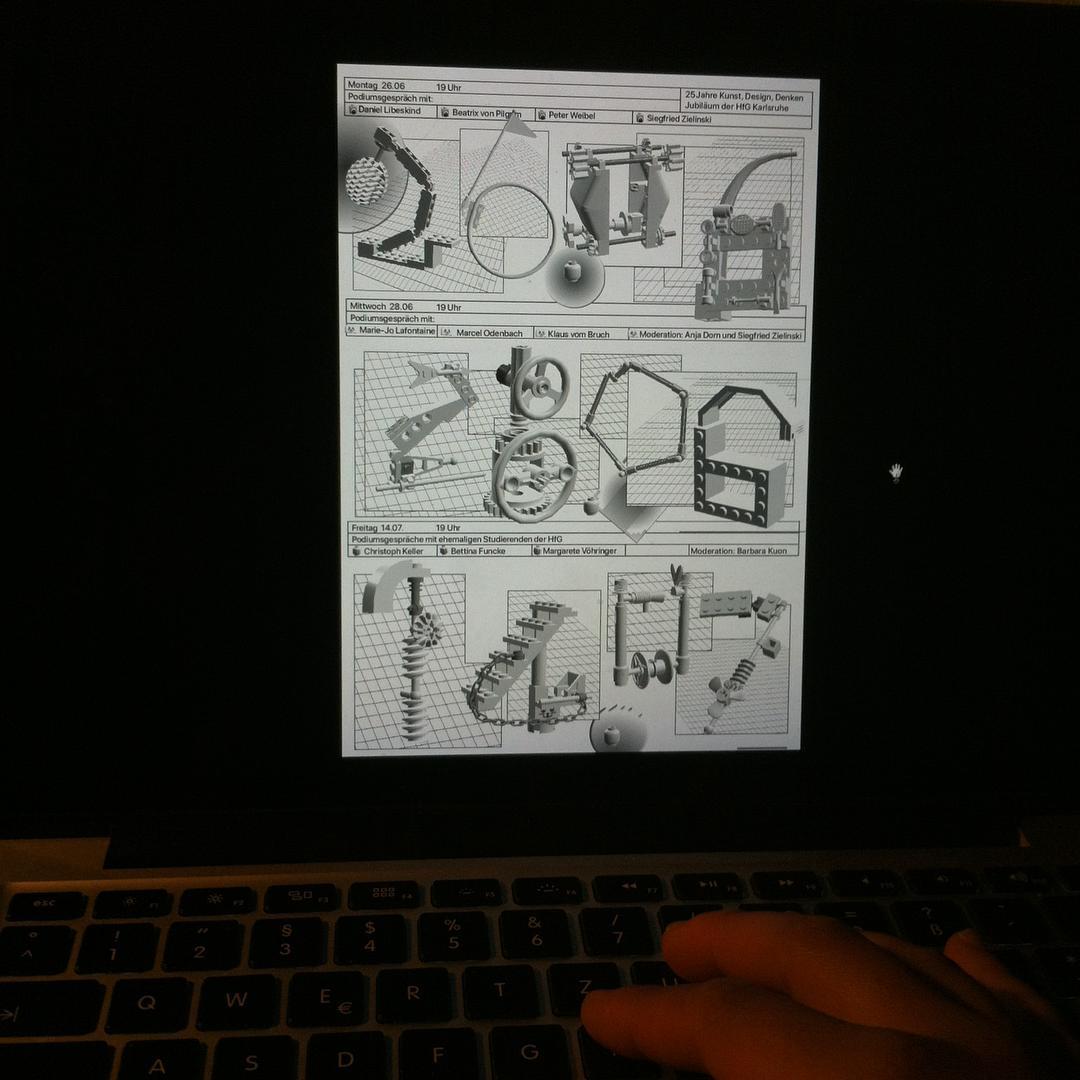 Montag 26.06 19 Uhr
Podiumsgespräch mit:
25 Jahre Kunst, Design, Denken
Jubiläum der HfG Karlsruhe
Daniel Libeskind Beatrix von Pilgrim Peter Weibel Siegfried Zielinski
Mittwoch 28.06 19 Uhr
Podiumsgespräch mit:
Marie-Jo Lafontaine Marcel Odenbach Klaus vom Bruch Moderation: Anja Dorn und Siegfried Zielinski
Freitag 14.07. 19 Uhr
Podiumsgespräche mit ehemaligen Studierenden der HfG
Christoph Keller Bettina Funcke Margarete Vöhringer Moderation: Barbara Kuon
esc F1 F2 F3 F4 F5 F6 F7 F8 F9 F10
° ! " § $ % & / = ?
^ 1 2 3 4 5 6 7 ß
Q W E € R T Z
A S D F G